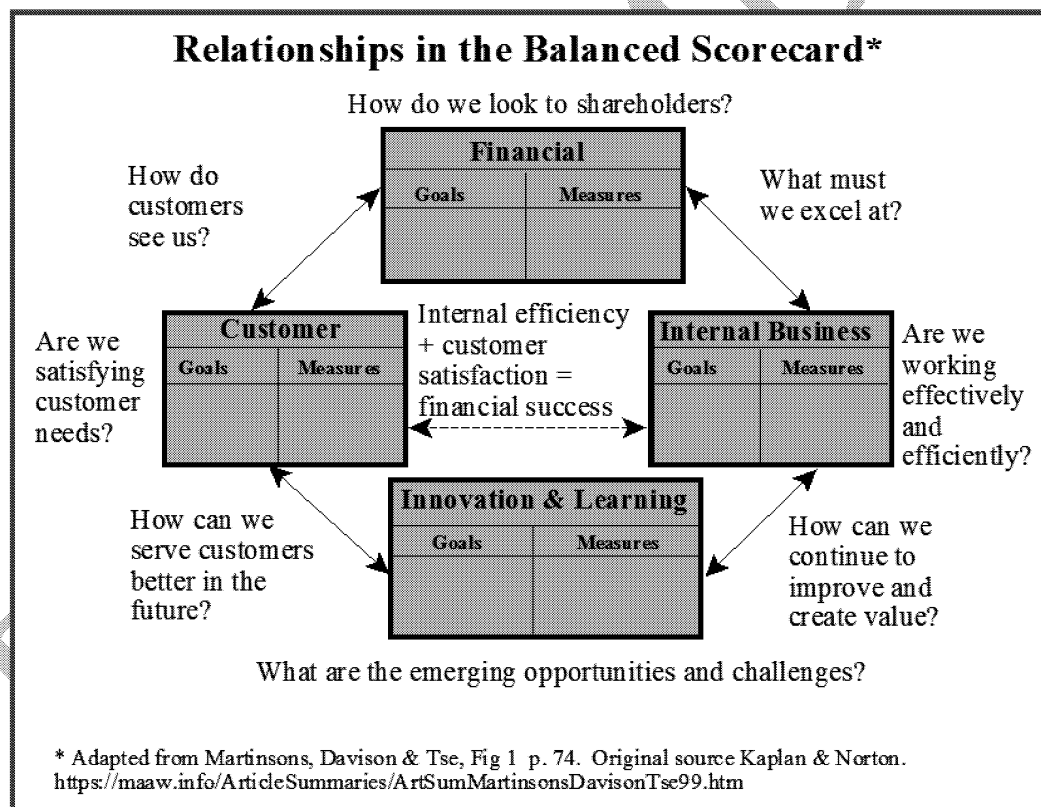 Relationships in the Balanced Scorecard*
How do we look to shareholders?
Financial
Goals Measures
How do
customers
see us?
What must
we excel at?
Customer
Goals Measures
Internal efficiency
+ customer
satisfaction =
financial success
Internal Business
Goals Measures
Are we
satisfying
customer
needs?
Are we
working
effectively
and
efficiently?
Innovation & Learning
Goals Measures
How can we
serve customers
better in the
future?
How can we
continue to
improve and
create value?
What are the emerging opportunities and challenges?
* Adapted from Martinsons, Davison & Tse, Fig 1 p. 74. Original source Kaplan & Norton.
https://maaw.info/ArticleSummaries/ArtSumMartinsonsDavisonTse99.htm